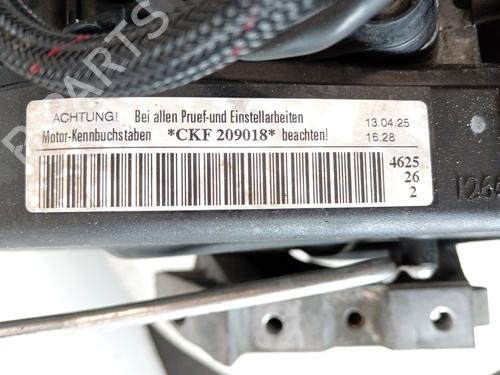 ACHTUNG! Bei allen Pruef-und Einstellarbeiten 13.04.25
Motor-Kennbuchstaben *CKF 209018* beachten! 16:28
4625
26
2
PARTS